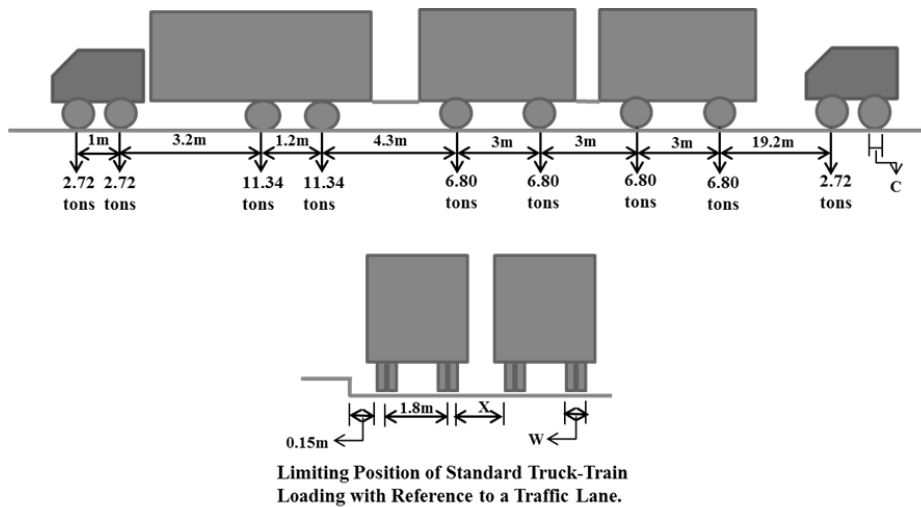 1m 3.2m 1.2m 4.3m 3m 3m 3m 19.2m
2.72 2.72 11.34 11.34 6.80 6.80 6.80 6.80 2.72 C
tons tons tons tons tons tons tons tons tons
1.8m X
0.15m W
Limiting Position of Standard Truck-Train
Loading with Reference to a Traffic Lane.